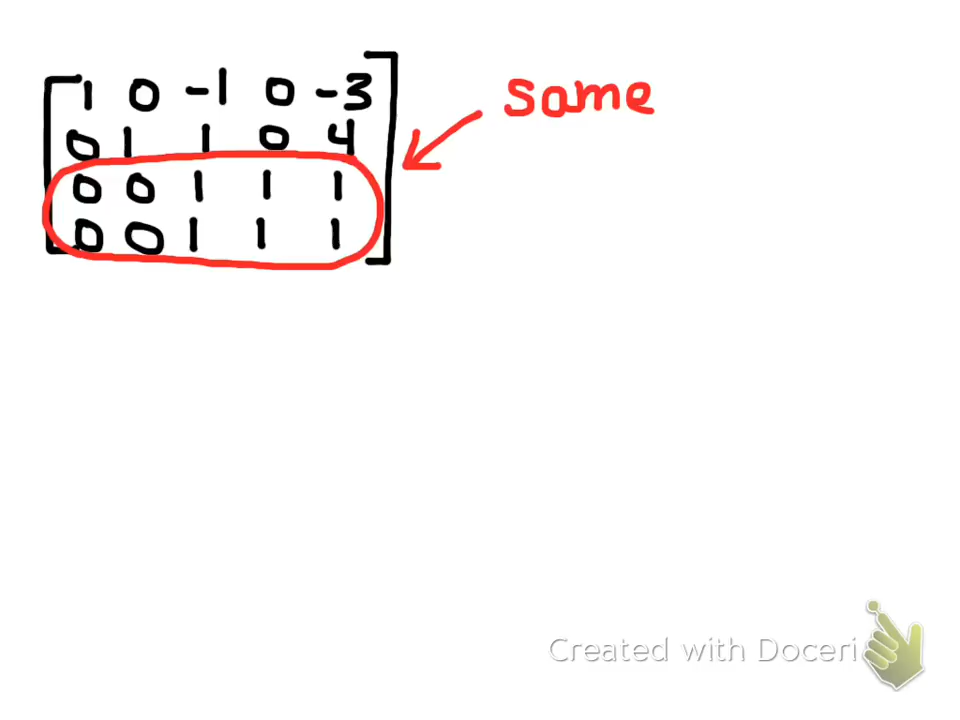 1 0 -1 0 -3
same
0 1 1 0 4
0 0 1 1 1
0 0 1 1 1
Created with Doceri